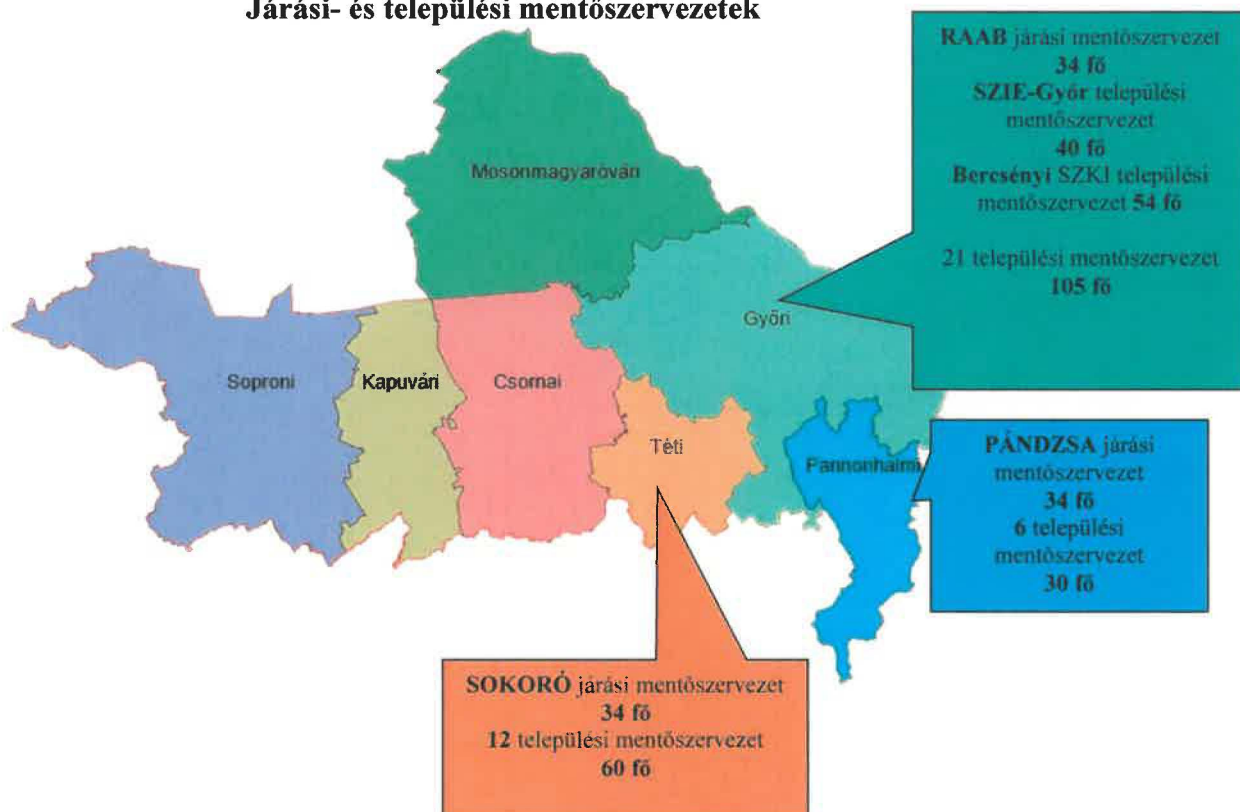 Járási- és települési mentőszervezetek
RAAB járási mentőszervezet
34 fő
SZIE-Győr települési
mentőszervezet
40 fő
Bercsényi SZKI települési
mentőszervezet 54 fő
21 települési mentőszervezet
105 fő
Mosonmagyaróvári
Győri
Soproni
Kapuvári
Csornai
Téti
Pannonhalmi
PÁNDZSA járási
mentőszervezet
34 fő
6 települési
mentőszervezet
30 fő
SOKORÓ járási mentőszervezet
34 fő
12 települési mentőszervezet
60 fő